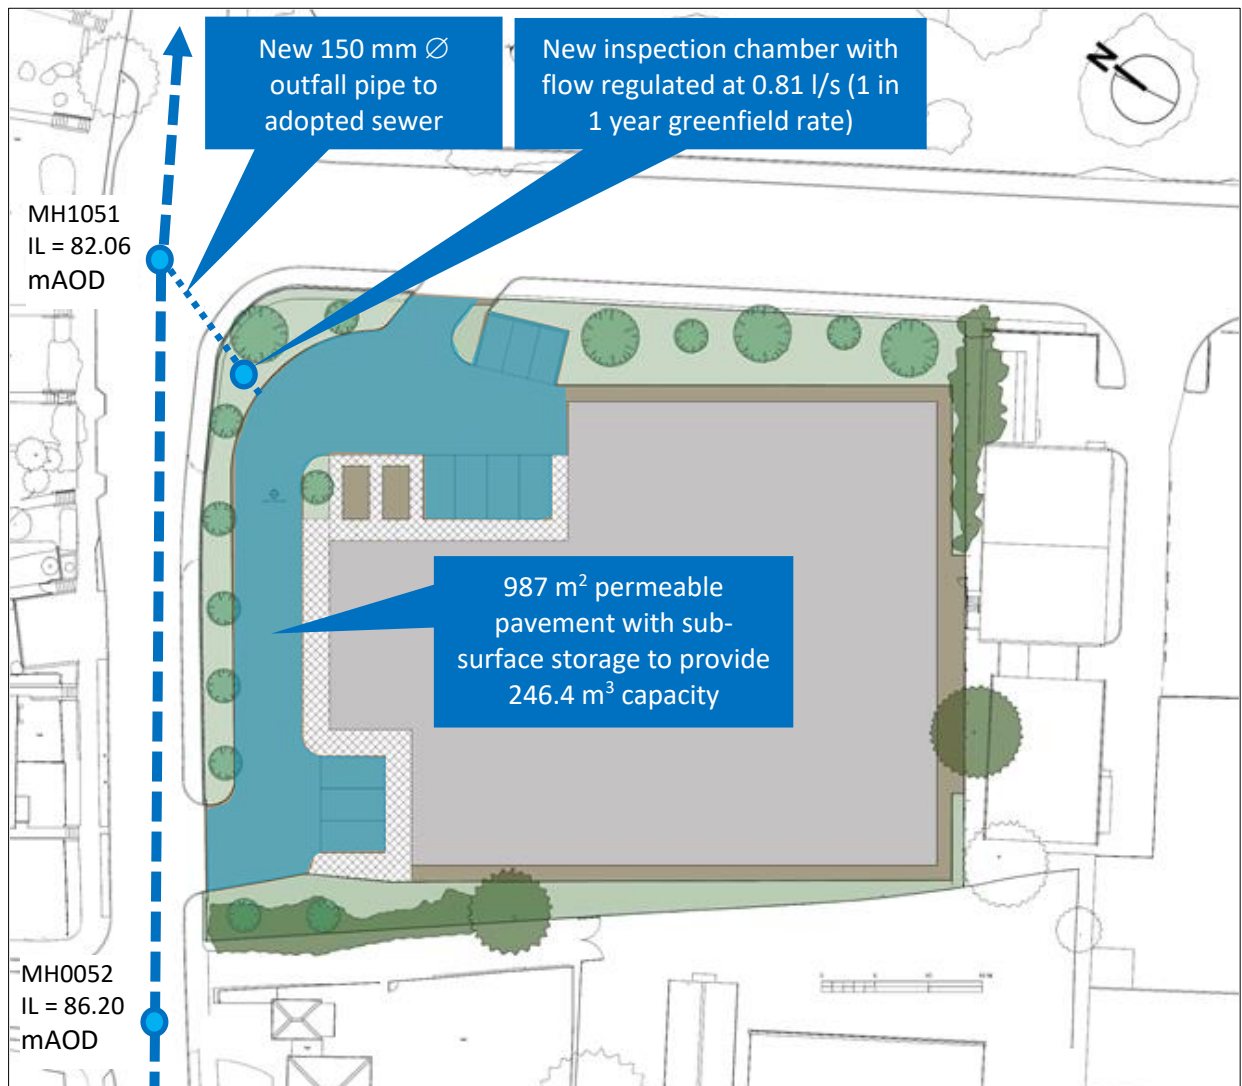 New 150 mm ∅
outfall pipe to
adopted sewer
New inspection chamber with
flow regulated at 0.81 l/s (1 in
1 year greenfield rate)
N
MH1051
IL = 82.06
mAOD
987 m² permeable
pavement with sub-
surface storage to provide
246.4 m³ capacity
MH0052
IL = 86.20
mAOD